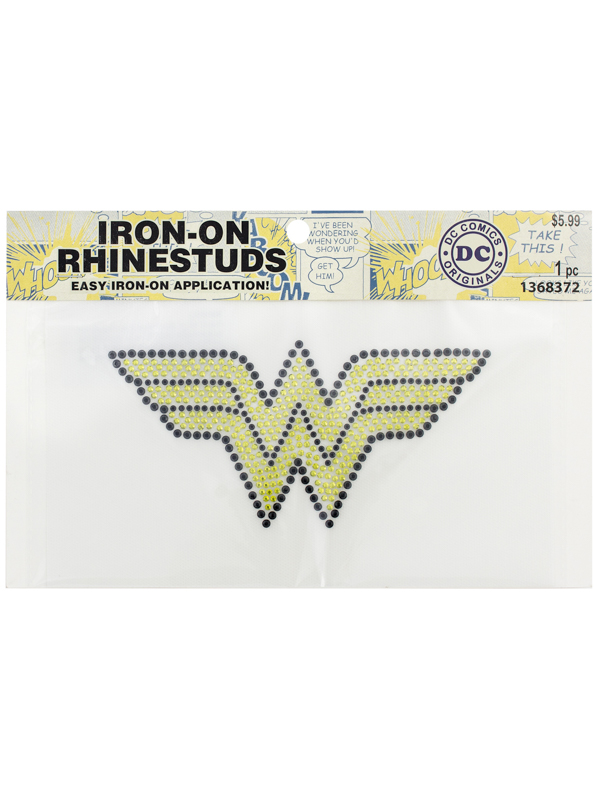 IRON-ON
RHINESTUDS
EASY IRON-ON APPLICATION!
I'VE BEEN
WONDERING
WHEN YOU'D
SHOW UP!
GET
HIM!
DC COMICS
DC
ORIGINALS
$5.99
TAKE
THIS!
1 pc
1368372